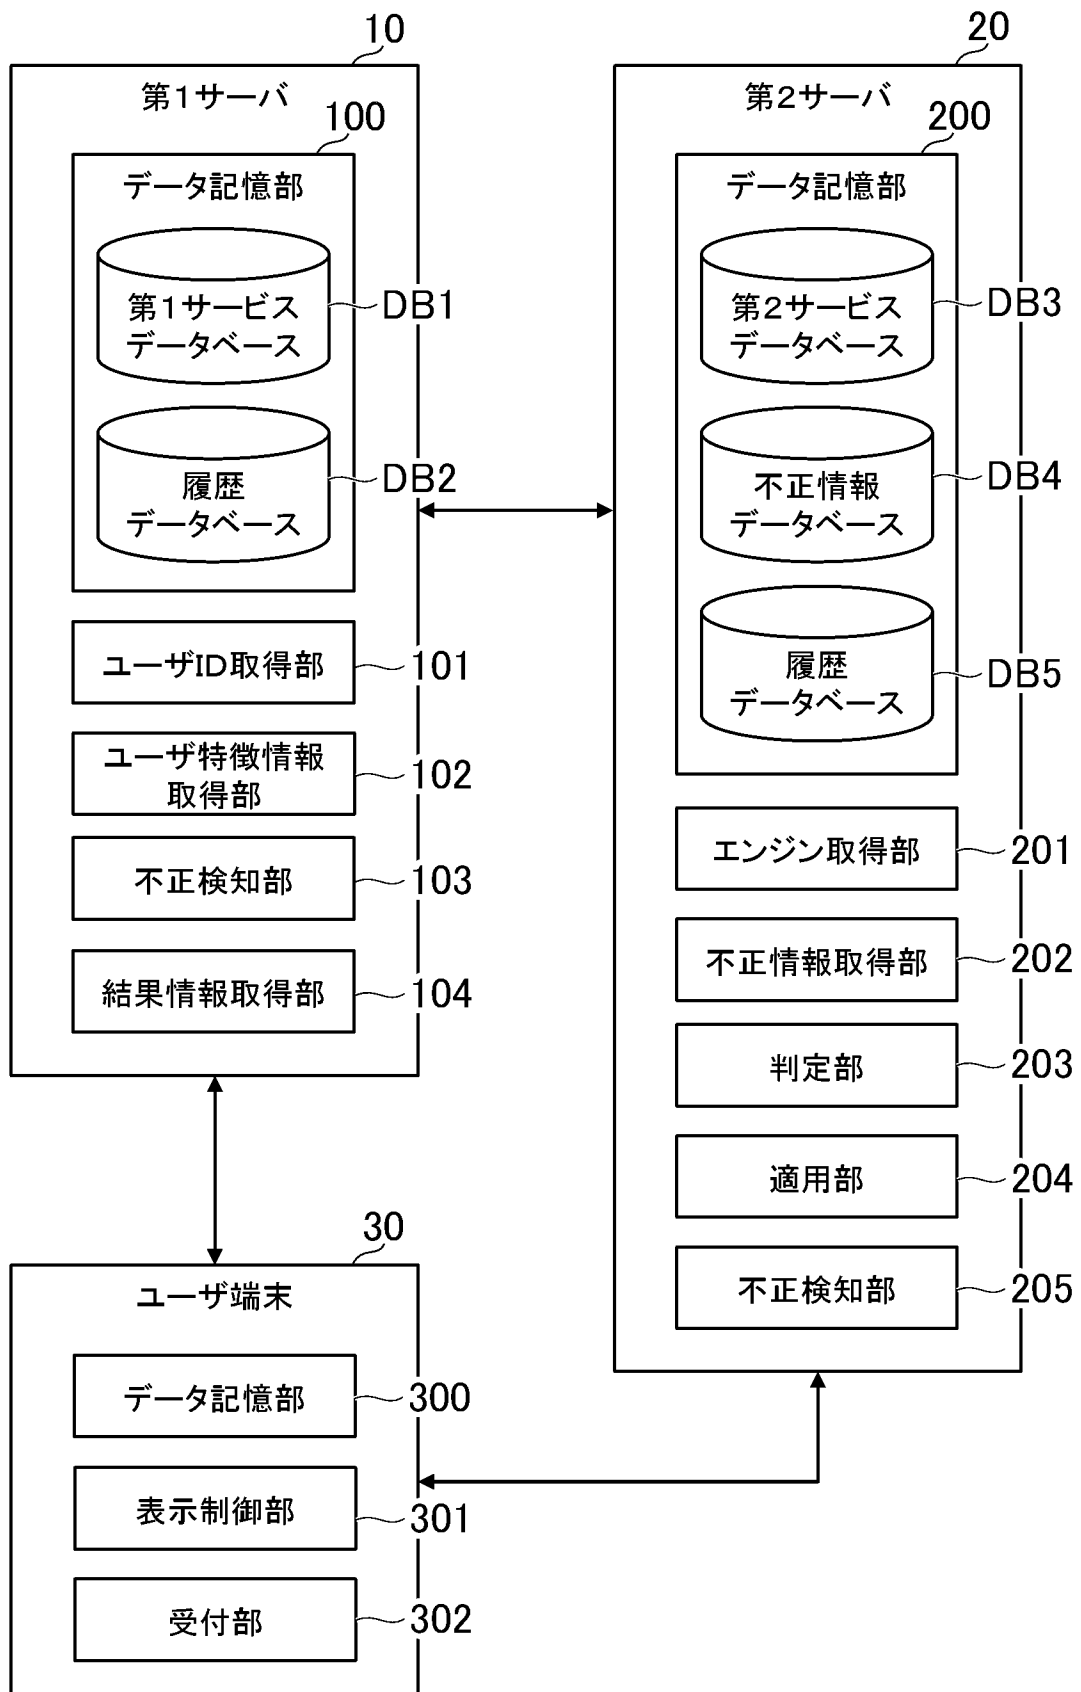 10
第1サーバ
100
データ記憶部
第1サービス
データベース
DB1
履歴
データベース
DB2
ユーザID取得部
101
ユーザ特徴情報
取得部
102
不正検知部
103
結果情報取得部
104
20
第2サーバ
200
データ記憶部
第2サービス
データベース
DB3
不正情報
データベース
DB4
履歴
データベース
DB5
エンジン取得部
201
不正情報取得部
202
判定部
203
適用部
204
不正検知部
205
30
ユーザ端末
データ記憶部
300
表示制御部
301
受付部
302